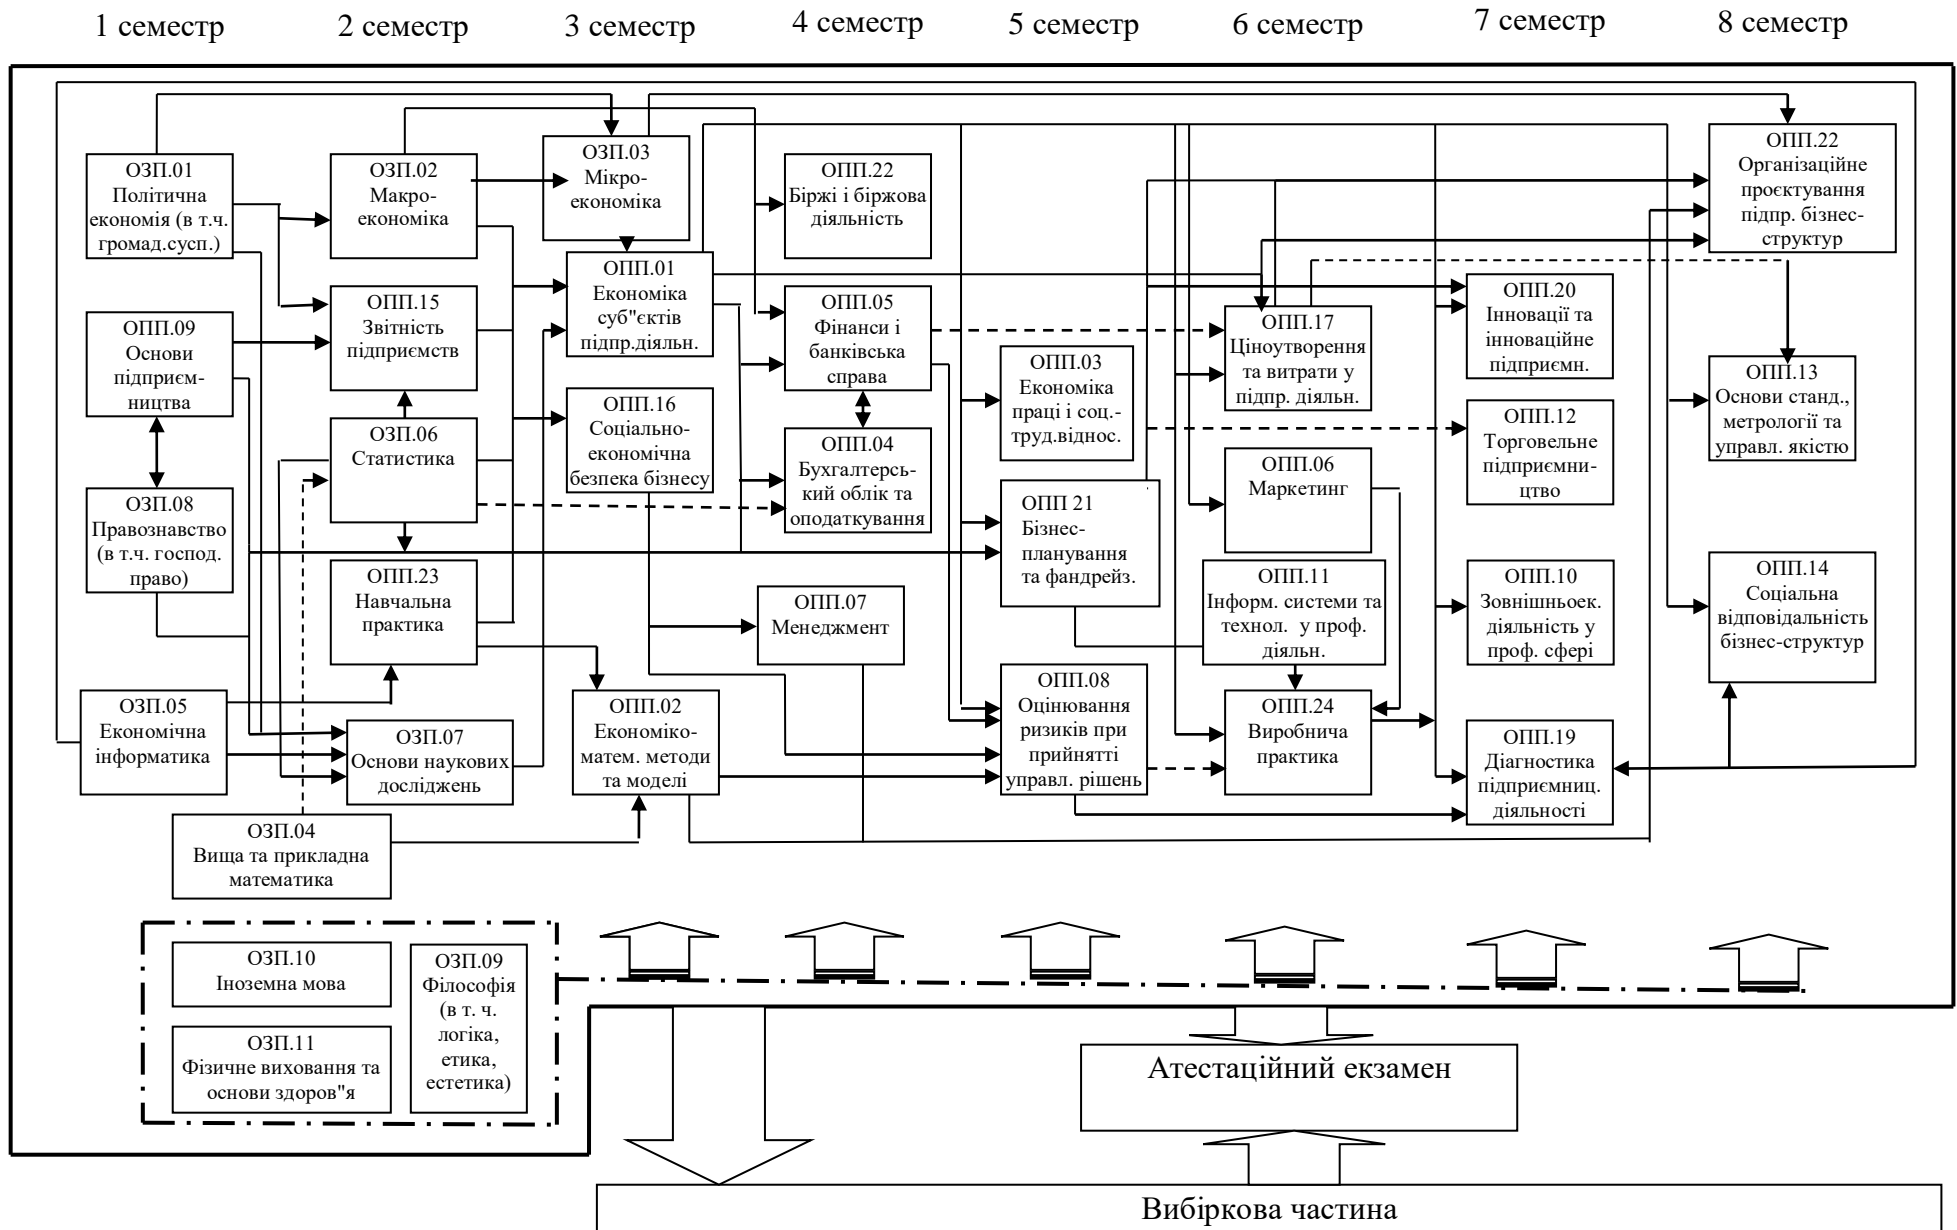 1 семестр
2 семестр
3 семестр
4 семестр
5 семестр
6 семестр
7 семестр
8 семестр
ОЗП.01
Політична
економія (в т.ч.
громад.сусп.)
ОПП.09
Основи
підприєм-
ництва
ОЗП.08
Правознавство
(в т.ч. господ.
право)
ОЗП.05
Економічна
інформатика
ОЗП.04
Вища та прикладна
математика
ОЗП.02
Макро-
економіка
ОПП.15
Звітність
підприємств
ОЗП.06
Статистика
ОПП.23
Навчальна
практика
ОЗП.07
Основи наукових
досліджень
ОЗП.03
Мікро-
економіка
ОПП.01
Економіка
суб"єктів
підпр.діяльн.
ОПП.16
Соціально-
економічна
безпека бізнесу
ОПП.02
Економіко-
матем. методи
та моделі
ОПП.22
Біржі і біржова
діяльність
ОПП.05
Фінанси і
банківська
справа
ОПП.04
Бухгалтерсь-
кий облік та
оподаткування
ОПП.07
Менеджмент
ОПП.03
Економіка
праці і соц.-
труд.віднос.
ОПП 21
Бізнес-
планування
та фандрейз.
ОПП.08
Оцінювання
ризиків при
прийнятті
управл. рішень
ОПП.17
Ціноутворення
та витрати у
підпр. діяльн.
ОПП.06
Маркетинг
ОПП.11
Інформ. системи та
технол. у проф.
діяльн.
ОПП.24
Виробнича
практика
ОПП.20
Інновації та
інноваційне
підприємн.
ОПП.12
Торговельне
підприємни-
цтво
ОПП.10
Зовнішньоек.
діяльність у
проф. сфері
ОПП.19
Діагностика
підприємниц.
діяльності
ОПП.22
Організаційне
проєктування
підпр. бізнес-
структур
ОПП.13
Основи станд.,
метрології та
управл. якістю
ОПП.14
Соціальна
відповідальність
бізнес-структур
ОЗП.10
Іноземна мова
ОЗП.11
Фізичне виховання та
основи здоров"я
ОЗП.09
Філософія
(в т. ч.
логіка,
етика,
естетика)
Атестаційний екзамен
Вибіркова частина